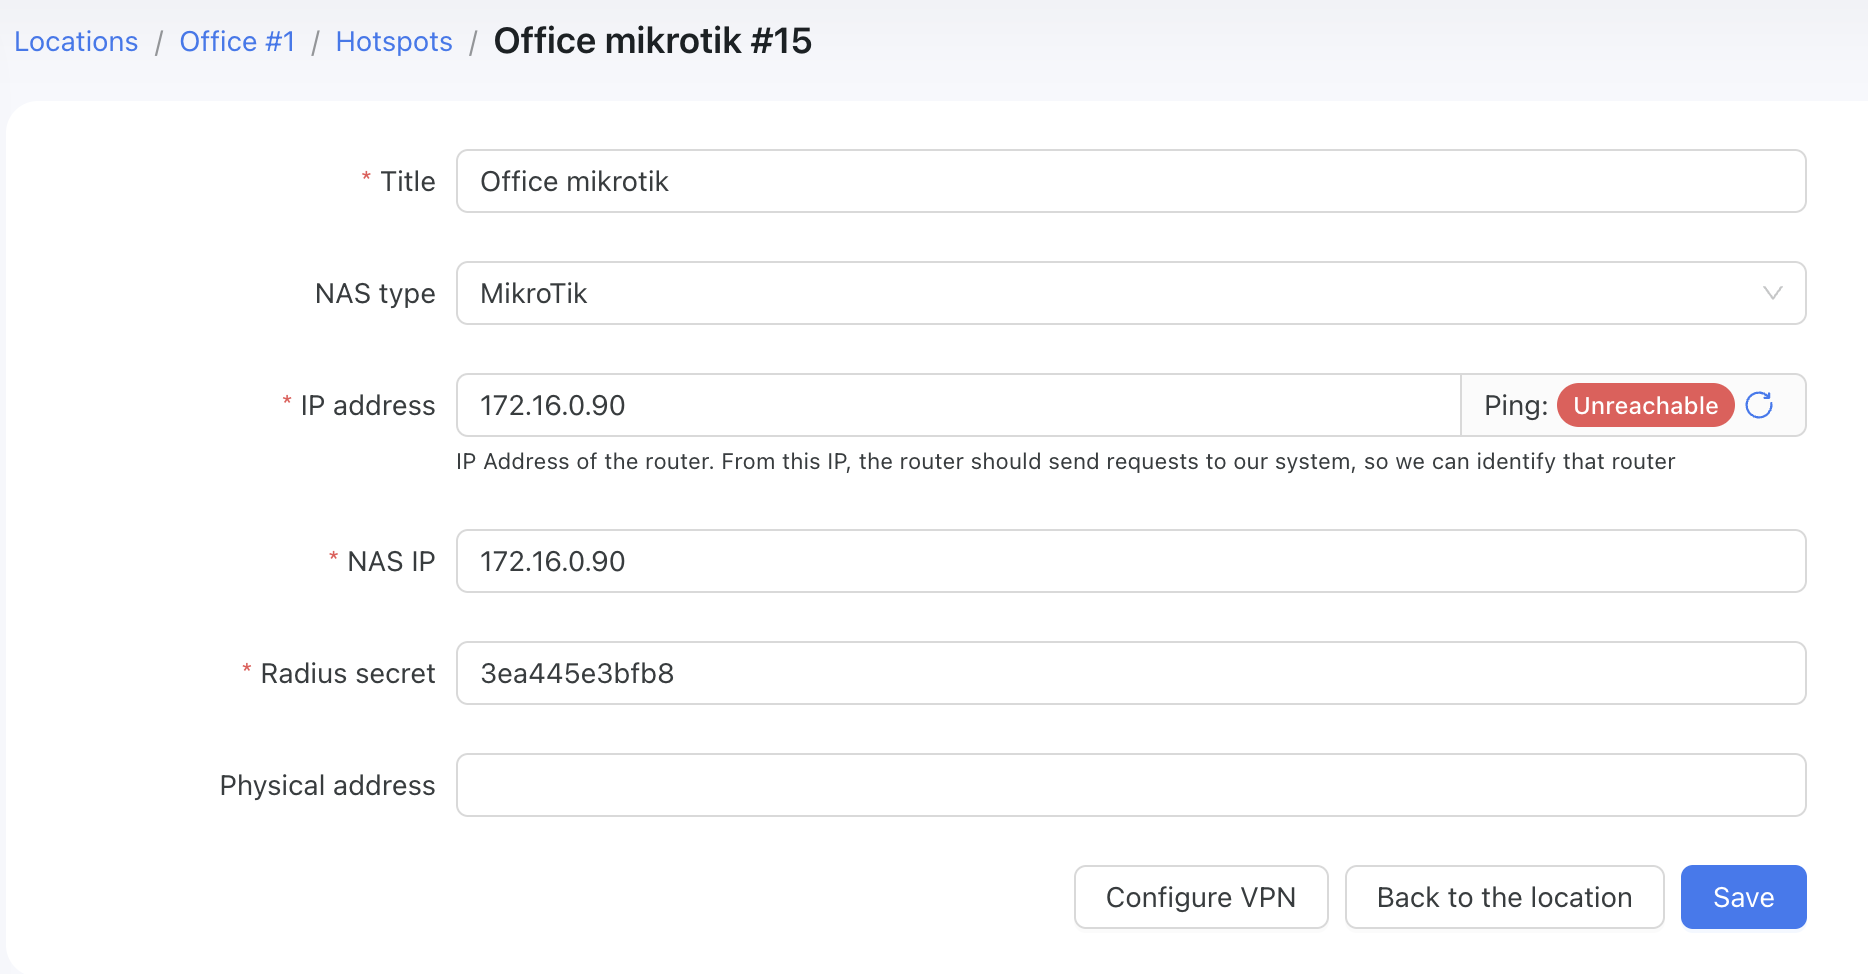 Locations / Office #1 / Hotspots / Office mikrotik #15
* Title Office mikrotik
NAS type MikroTik
* IP address 172.16.0.90 Ping: Unreachable
IP Address of the router. From this IP, the router should send requests to our system, so we can identify that router
* NAS IP 172.16.0.90
* Radius secret 3ea445e3bfb8
Physical address
Configure VPN Back to the location Save